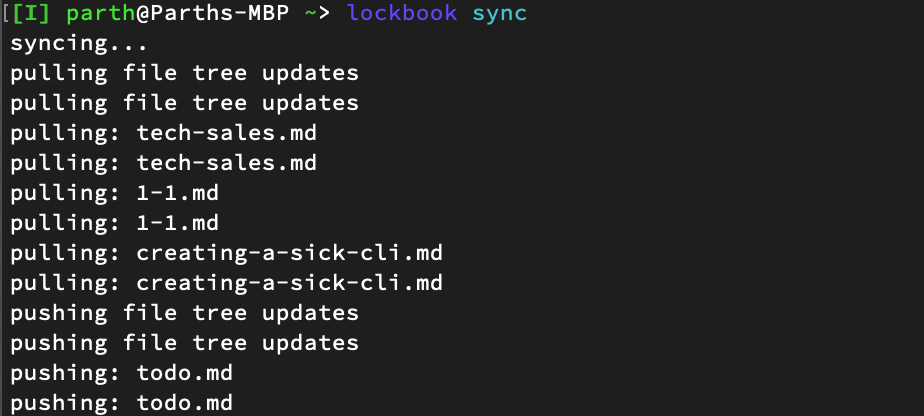 [[I] parth@Parths-MBP ~> lockbook sync
syncing...
pulling file tree updates
pulling file tree updates
pulling: tech-sales.md
pulling: tech-sales.md
pulling: 1-1.md
pulling: 1-1.md
pulling: creating-a-sick-cli.md
pulling: creating-a-sick-cli.md
pushing file tree updates
pushing file tree updates
pushing: todo.md
pushing: todo.md